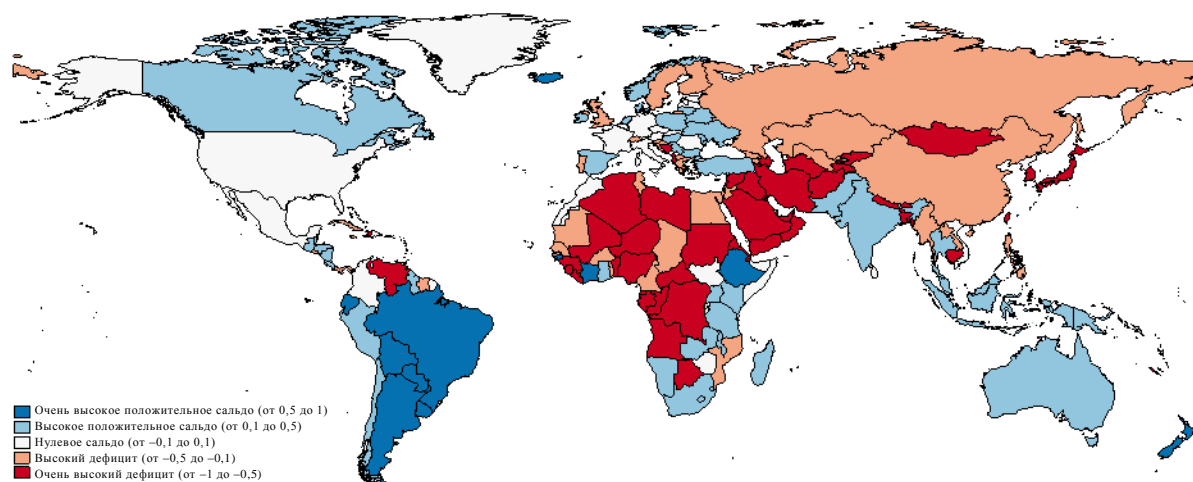 Очень высокое положительное сальдо (от 0,5 до 1)
Высокое положительное сальдо (от 0,1 до 0,5)
Нулевое сальдо (от –0,1 до 0,1)
Высокий дефицит (от –0,5 до –0,1)
Очень высокий дефицит (от –1 до –0,5)